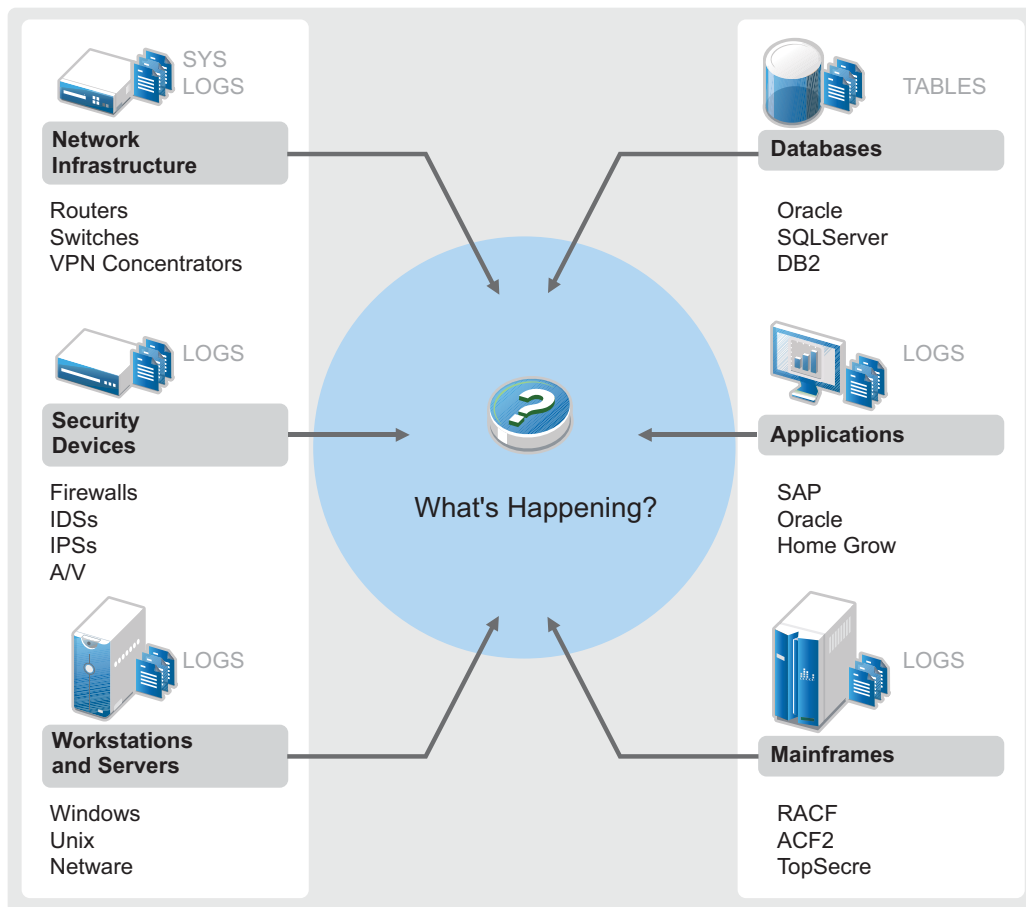 SYS
LOGS
Network
Infrastructure
Routers
Switches
VPN Concentrators
LOGS
Security
Devices
Firewalls
IDSs
IPSs
A/V
LOGS
Workstations
and Servers
Windows
Unix
Netware
?
What's Happening?
TABLES
Databases
Oracle
SQLServer
DB2
LOGS
Applications
SAP
Oracle
Home Grow
LOGS
Mainframes
RACF
ACF2
TopSecre